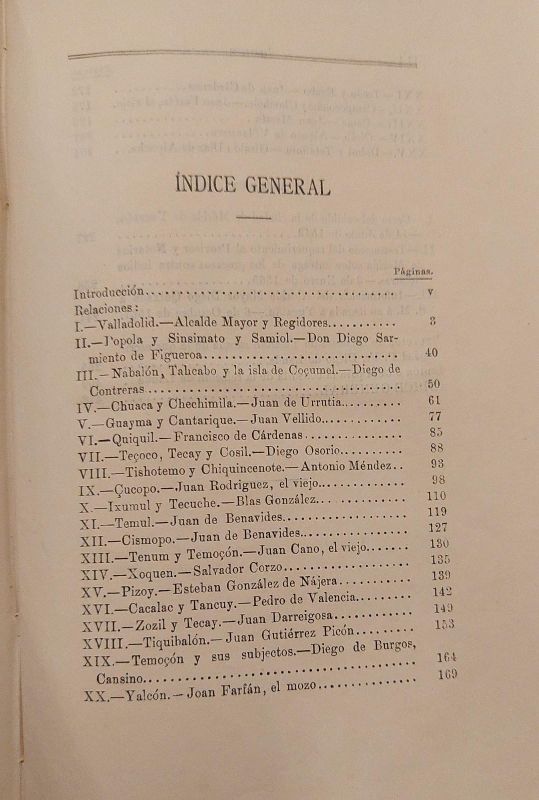 ÍNDICE GENERAL
Páginas.
Introducción........ v
Relaciones:
I.—Valladolid.—Alcalde Mayor y Regidores........ 3
II.—Popola y Sinsimato y Samiol.—Don Diego Sar-
miento de Figueroa........ 40
III.—Nabalón, Tahcabo y la isla de Coçumel.—Diego de
Contreras........ 50
IV.—Chuaca y Chechimila.—Juan de Urrutia........ 61
V.—Guayma y Cantarique.—Juan Vellido........ 77
VI.—Quiquil.—Francisco de Cárdenas........ 85
VII.—Teçoco, Tecay y Cosil.—Diego Osorio........ 88
VIII.—Tishotemo y Chiquincenote.—Antonio Méndez.. 93
IX.—Çucopo.—Juan Rodriguez, el viejo........ 98
X.—Ixumul y Tecuche.—Blas González........ 110
XI.—Temul.—Juan de Benavides........ 119
XII.—Cismopo.—Juan de Benavides........ 127
XIII.—Tenum y Temoçón.—Juan Cano, el viejo....... 130
XIV.—Xoquen.—Salvador Corzo........ 135
XV.—Pizoy.—Esteban González de Nájera........ 139
XVI.—Cacalac y Tancuy.—Pedro de Valencia........ 142
XVII.—Zozil y Tecay.—Juan Darreigosa........ 149
XVIII.—Tiquibalón.—Juan Gutiérrez Picón........ 153
XIX.—Temoçón y sus subjectos.—Diego de Burgos,
Cansino........ 164
XX.—Yalcón.—Joan Farfán, el mozo........ 169